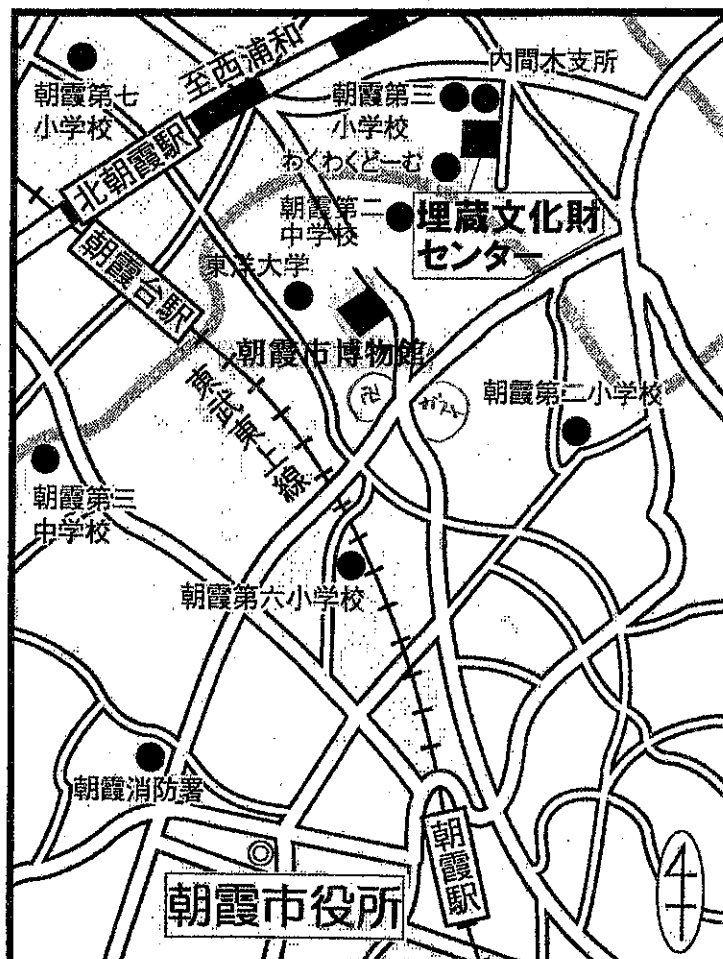 至西浦和
内間木支所
朝霞第七
小学校
朝霞第三
小学校
北朝霞駅
わくわくどーむ
朝霞第二
中学校
埋蔵文化財
センター
朝霞台駅
東洋大学
朝霞市博物館
東武東上線
卍
ガスト
朝霞第二小学校
朝霞第三
中学校
朝霞第六小学校
朝霞消防署
朝霞駅
朝霞市役所